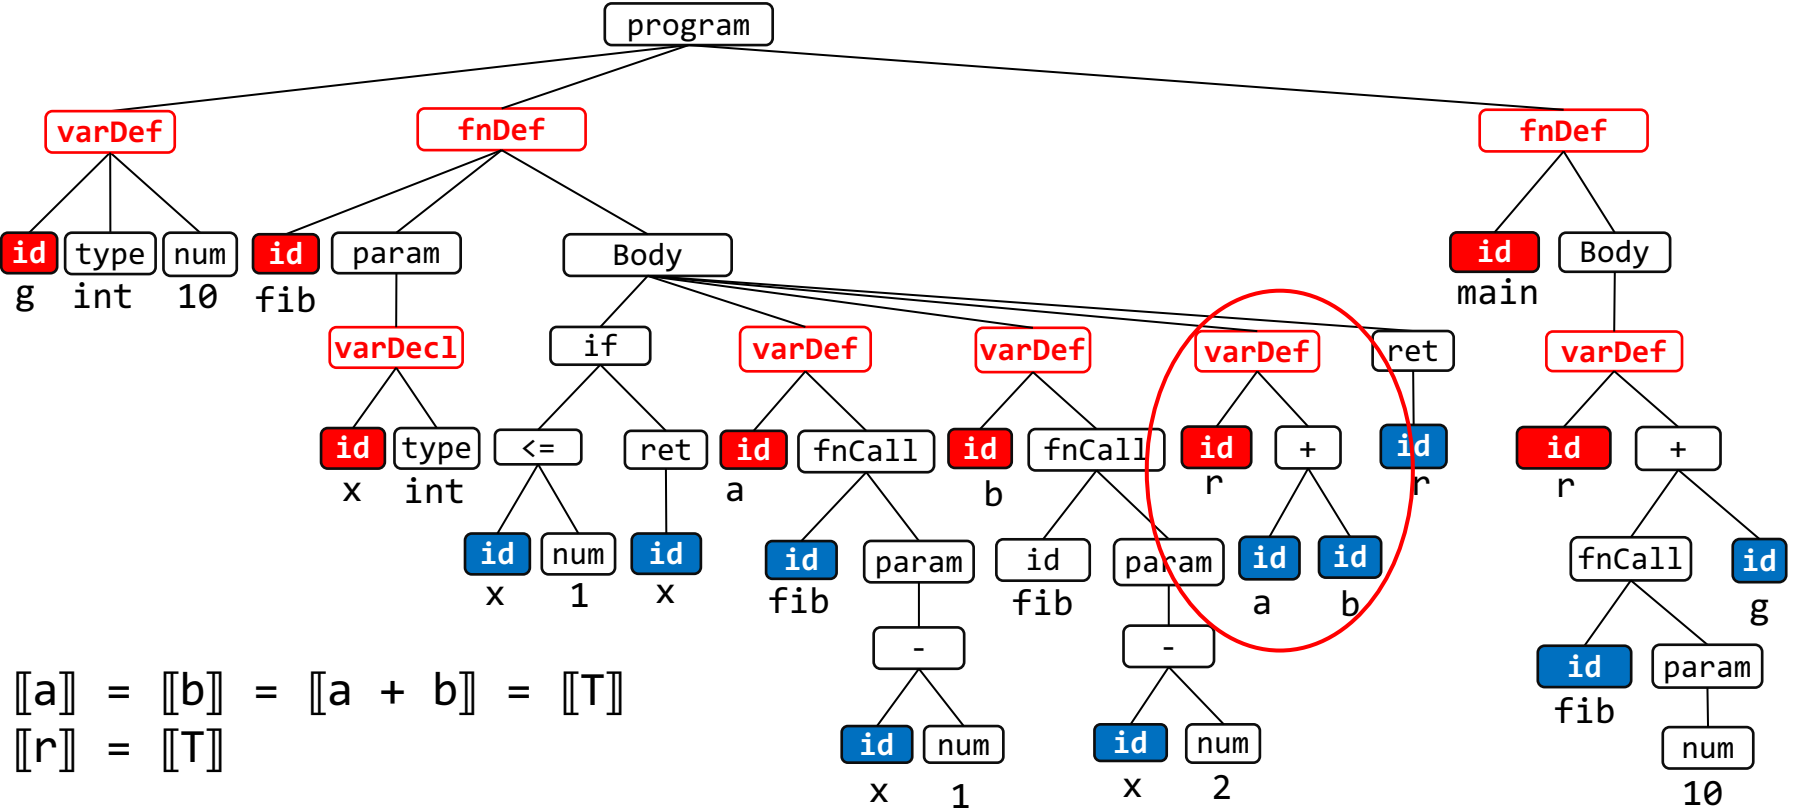 program
varDef fnDef fnDef
id type num id param Body id Body
g int 10 fib main
varDecl if varDef varDef varDef ret varDef
id type <= ret id fnCall id fnCall id + id id +
x int a b r r r
id num id id param id param id id fnCall id
x 1 x fib fib a b g
- - id param
fib
id num id num num
x 1 x 2 10
⟦a⟧ = ⟦b⟧ = ⟦a + b⟧ = ⟦T⟧
⟦r⟧ = ⟦T⟧